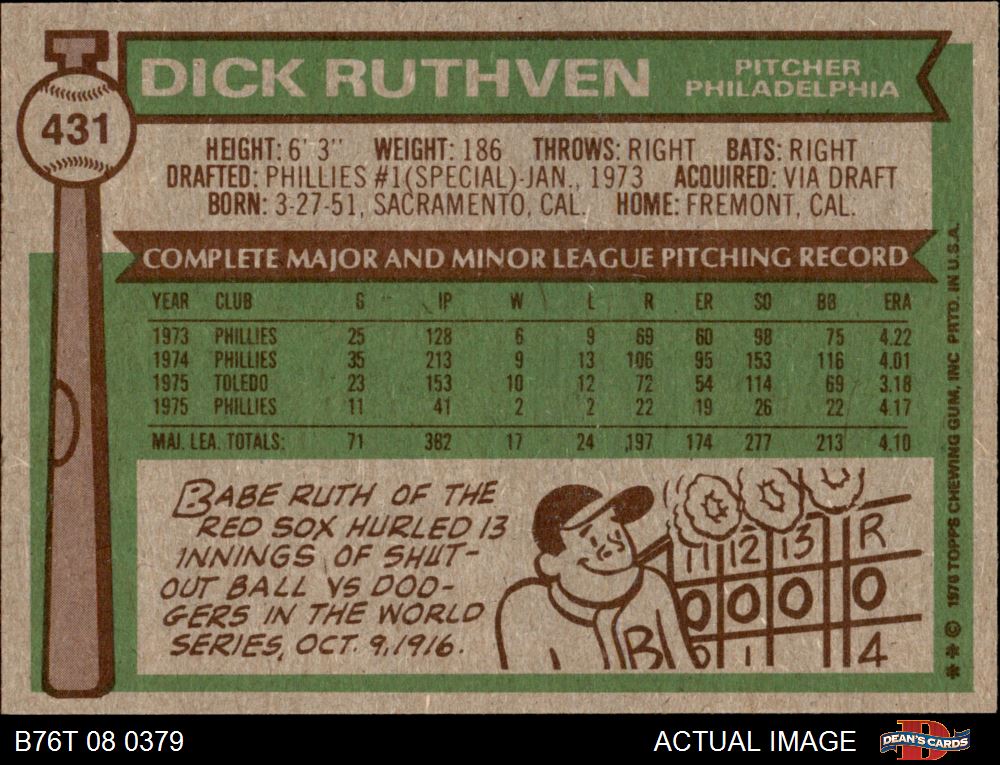 431
DICK RUTHVEN
PITCHER
PHILADELPHIA
HEIGHT: 6' 3" WEIGHT: 186 THROWS: RIGHT BATS: RIGHT
DRAFTED: PHILLIES #1(SPECIAL)-JAN., 1973 ACQUIRED: VIA DRAFT
BORN: 3-27-51, SACRAMENTO, CAL. HOME: FREMONT, CAL.
COMPLETE MAJOR AND MINOR LEAGUE PITCHING RECORD
YEAR CLUB G IP W L R ER SO BB ERA
1973 PHILLIES 25 128 6 9 69 60 98 75 4.22
1974 PHILLIES 35 213 9 13 106 95 153 116 4.01
1975 TOLEDO 23 153 10 12 72 54 114 69 3.18
1975 PHILLIES 11 41 2 2 22 19 26 22 4.17
MAJ. LEA. TOTALS: 71 382 17 24 197 174 277 213 4.10
BABE RUTH OF THE
RED SOX HURLED 13
INNINGS OF SHUT-
OUT BALL VS DOD-
GERS IN THE WORLD
SERIES, OCT. 9, 1916.
11 12 13 R
0 0 0 0
B 0 1 4
** © 1976 TOPPS CHEWING GUM, INC PRTD. IN U.S.A.
B76T 08 0379
ACTUAL IMAGE
DEAN'S CARDS